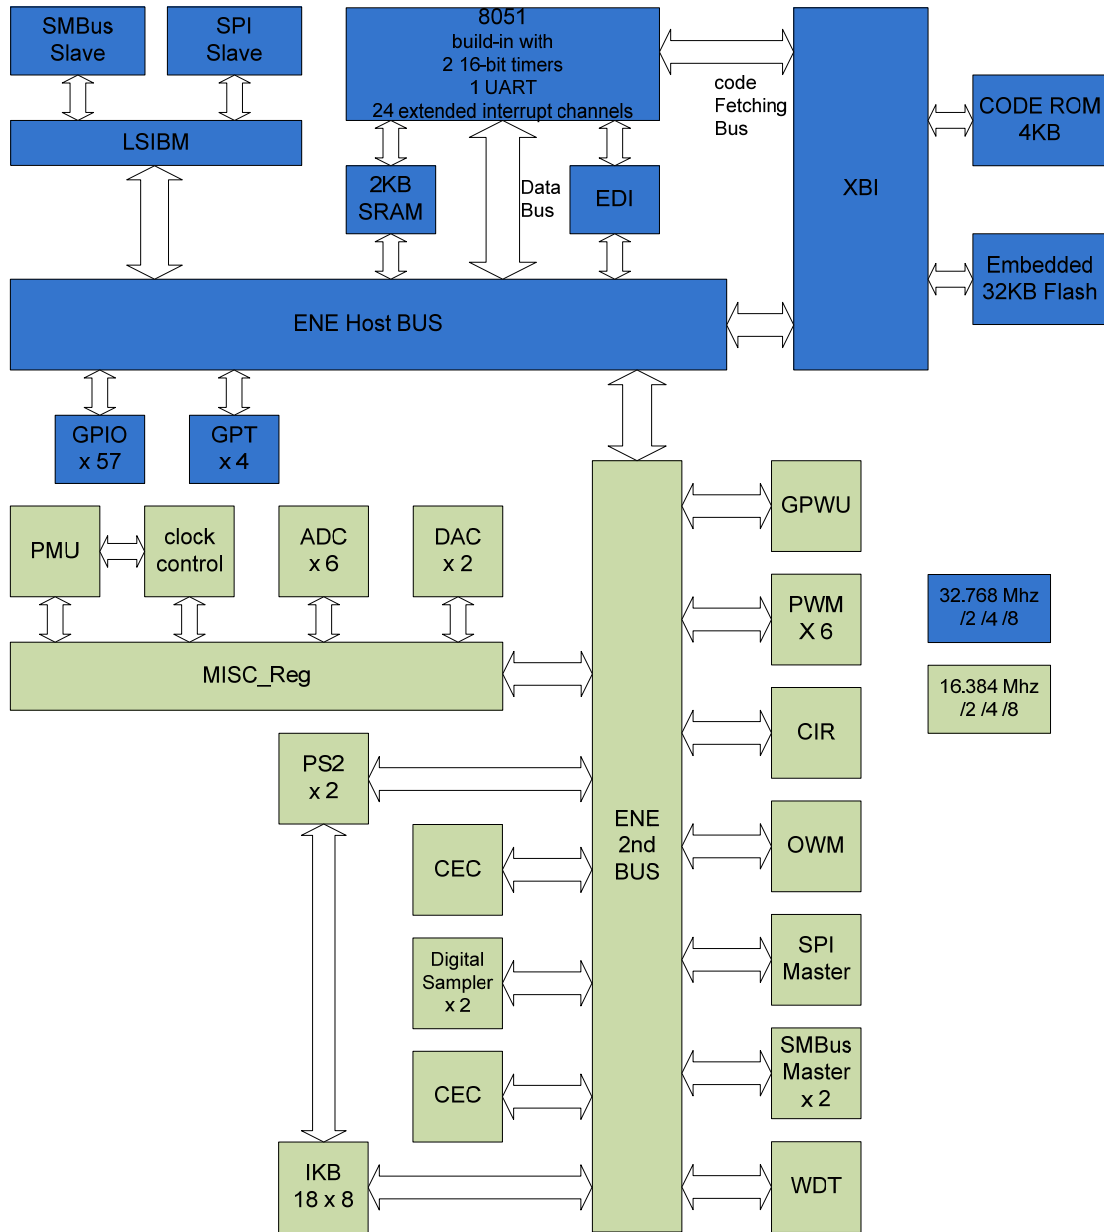 SMBus
Slave
SPI
Slave
8051
build-in with
2 16-bit timers
1 UART
24 extended interrupt channels
code
Fetching
Bus
CODE ROM
4KB
LSIBM
XBI
2KB
SRAM
Data
Bus
EDI
Embedded
32KB Flash
ENE Host BUS
GPIO
x 57
GPT
x 4
GPWU
PMU
clock
control
ADC
x 6
DAC
x 2
PWM
X 6
32.768 Mhz
/2 /4 /8
MISC_Reg
16.384 Mhz
/2 /4 /8
CIR
PS2
x 2
ENE
2nd
BUS
OWM
CEC
Digital
Sampler
x 2
SPI
Master
CEC
SMBus
Master
x 2
IKB
18 x 8
WDT